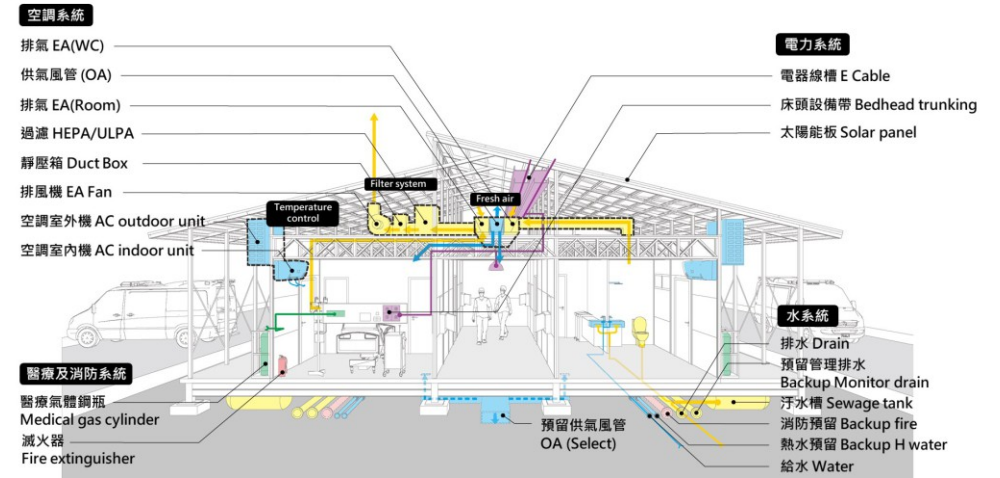 空調系統
排氣 EA(WC)
供氣風管 (OA)
排氣 EA(Room)
過濾 HEPA/ULPA
靜壓箱 Duct Box
排風機 EA Fan
空調室外機 AC outdoor unit
空調室內機 AC indoor unit
Filter system
Temperature
control
Fresh air
電力系統
電器線槽 E Cable
床頭設備帶 Bedhead trunking
太陽能板 Solar panel
醫療及消防系統
醫療氣體鋼瓶
Medical gas cylinder
滅火器
Fire extinguisher
預留供氣風管
OA (Select)
水系統
排水 Drain
預留管理排水
Backup Monitor drain
汙水槽 Sewage tank
消防預留 Backup fire
熱水預留 Backup H water
給水 Water